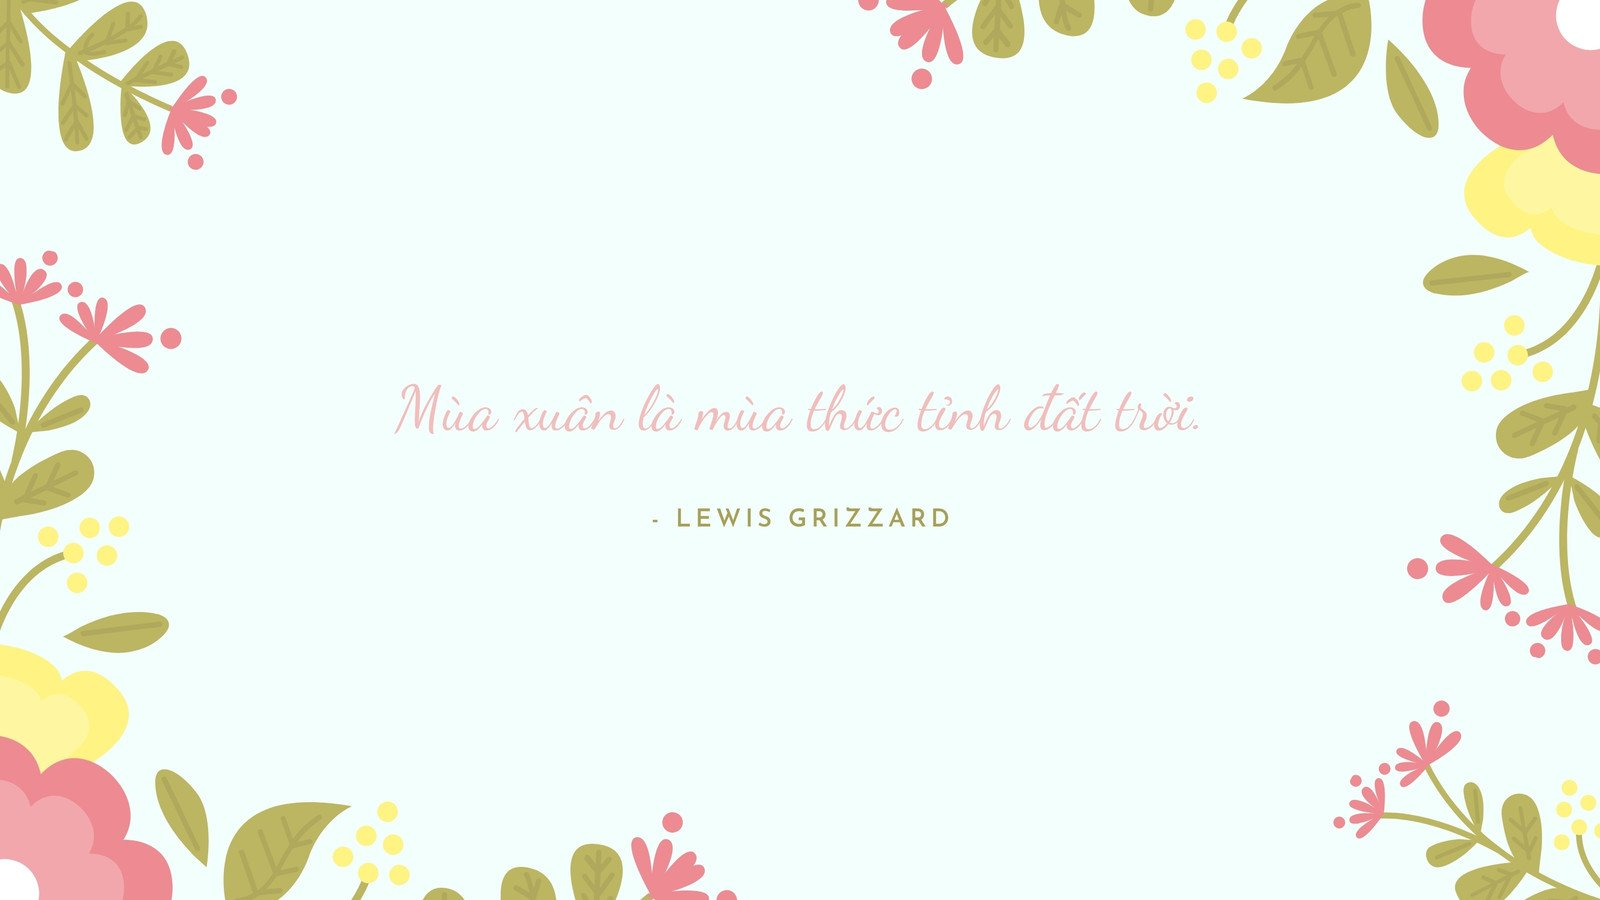 Mùa xuân là mùa thức tỉnh đất trời.
- LEWIS GRIZZARD